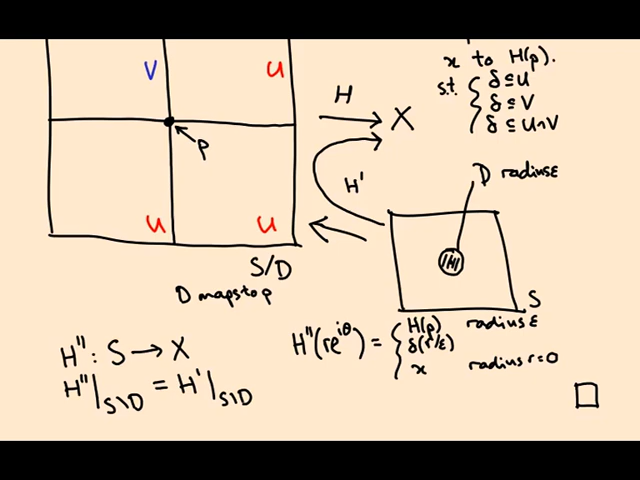 x to H(p).
s.t. { δ ⊆ U
δ ⊆ V
δ ⊆ U∩V
V
U
H
X
p
H'
D radius ε
U
U
S/D
D maps to p
S
H''(re^{iθ}) = { H(p) radius ε
δ(r/ε)
x radius r=0
H'': S → X
H''|_{S\D} = H'|_{S\D}
□